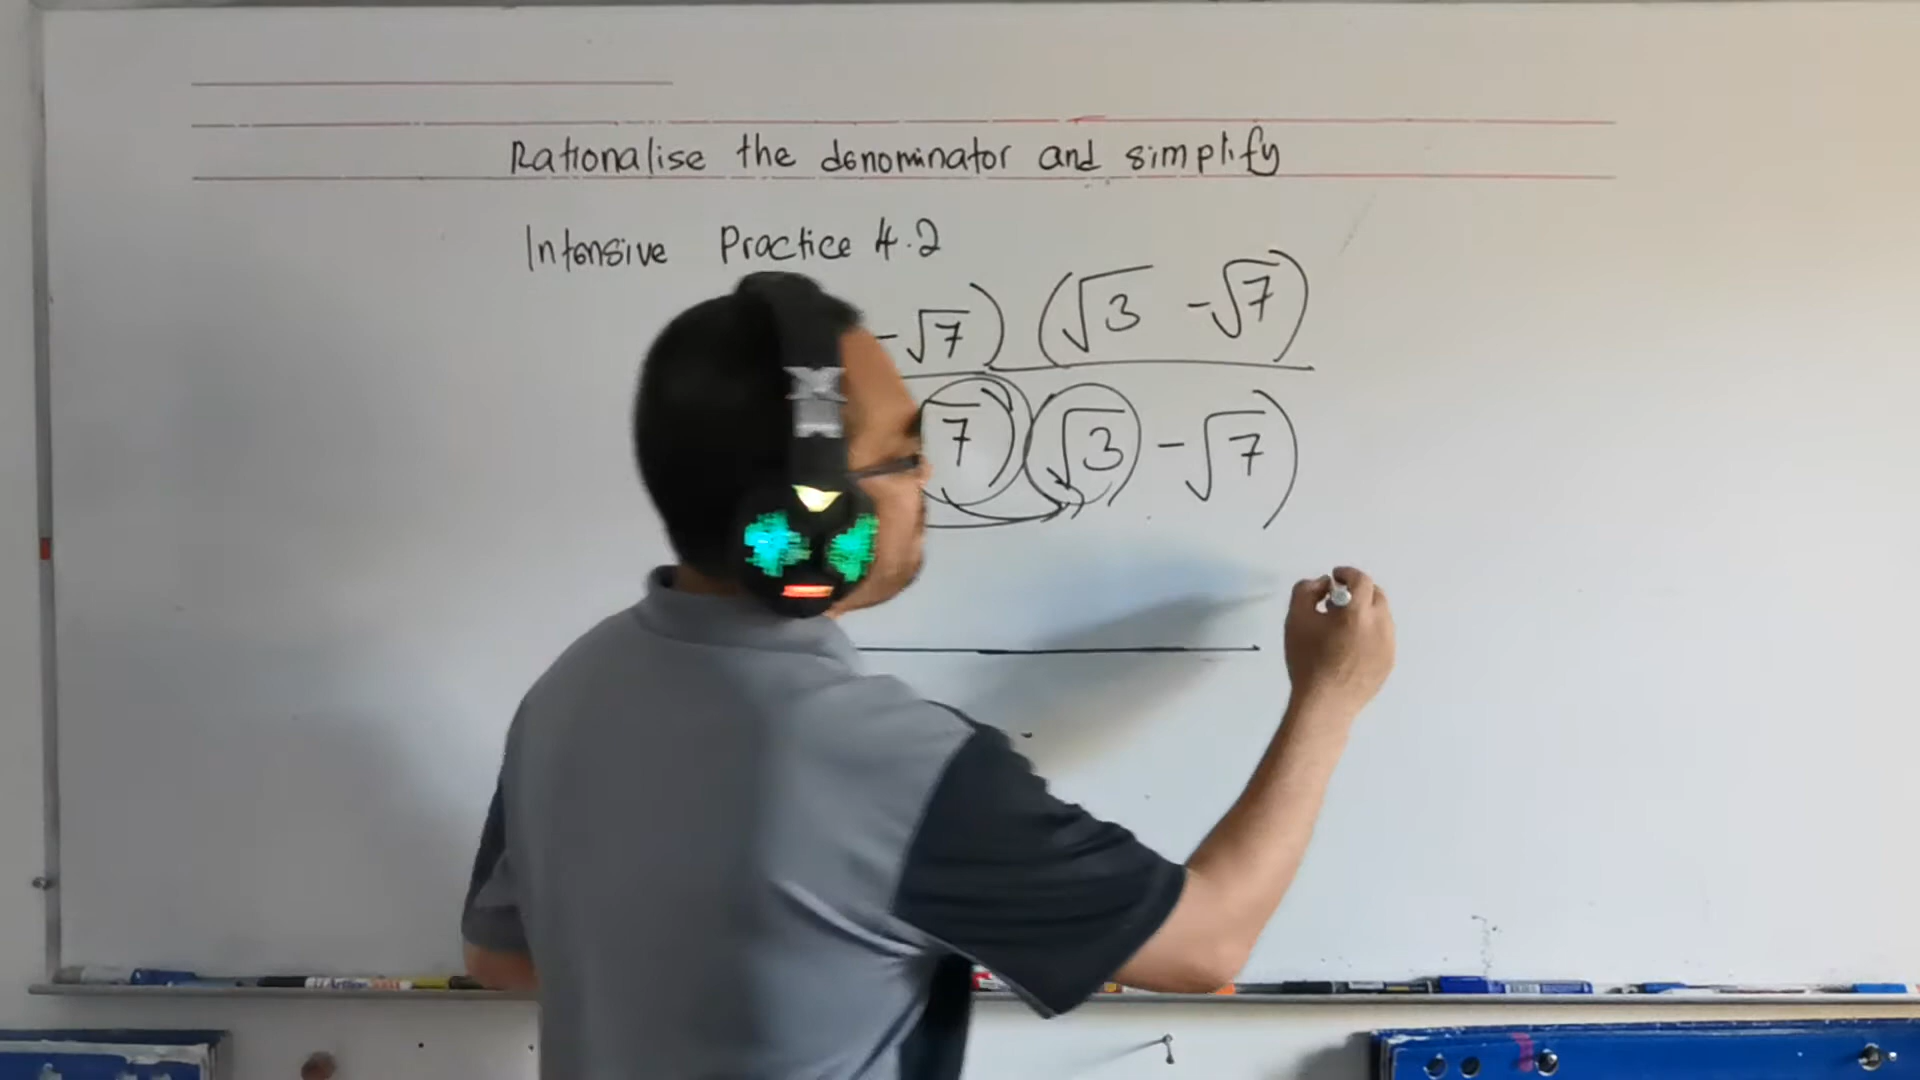 Rationalise the denominator and simplify
Intensive Practice 4.2
-√7) (√3 -√7)
√7) (√3 - √7)